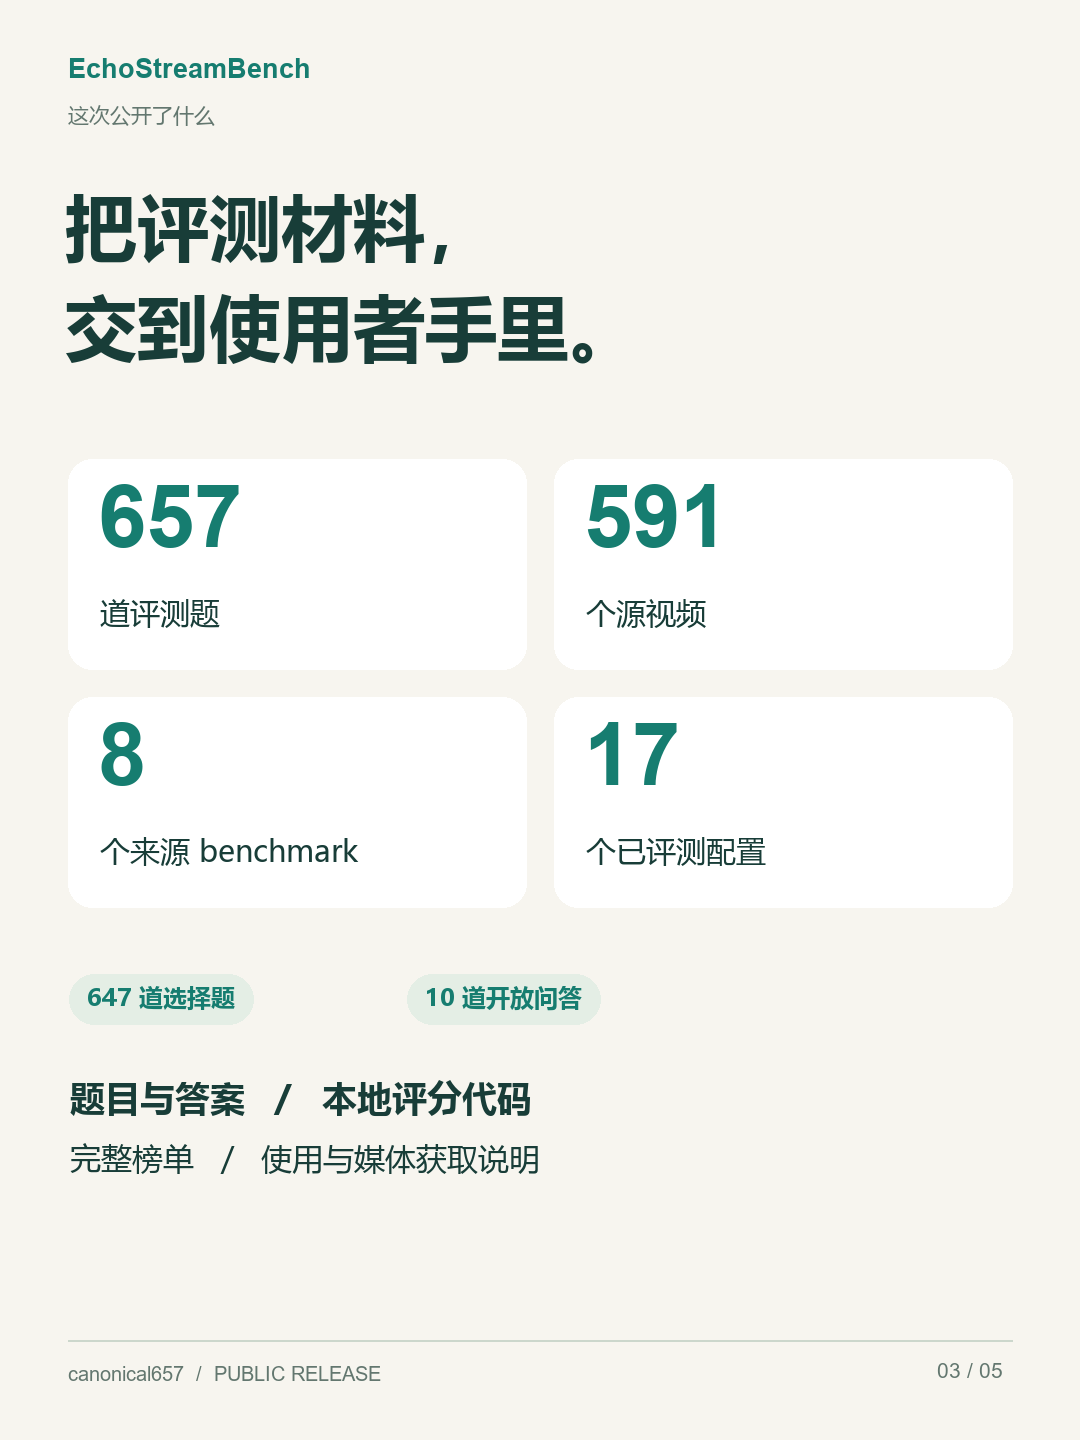 EchoStreamBench
这次公开了什么
把评测材料，
交到使用者手里。
657
道评测题
591
个源视频
8
个来源 benchmark
17
个已评测配置
647 道选择题
10 道开放问答
题目与答案 / 本地评分代码
完整榜单 / 使用与媒体获取说明
canonical657 / PUBLIC RELEASE
03 / 05